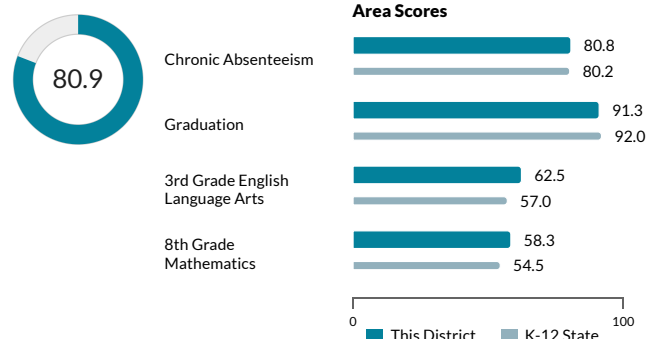 Area Scores
80.9
Chronic Absenteeism
80.8
80.2
Graduation
91.3
92.0
3rd Grade English
Language Arts
62.5
57.0
8th Grade
Mathematics
58.3
54.5
0
100
This District
K-12 State